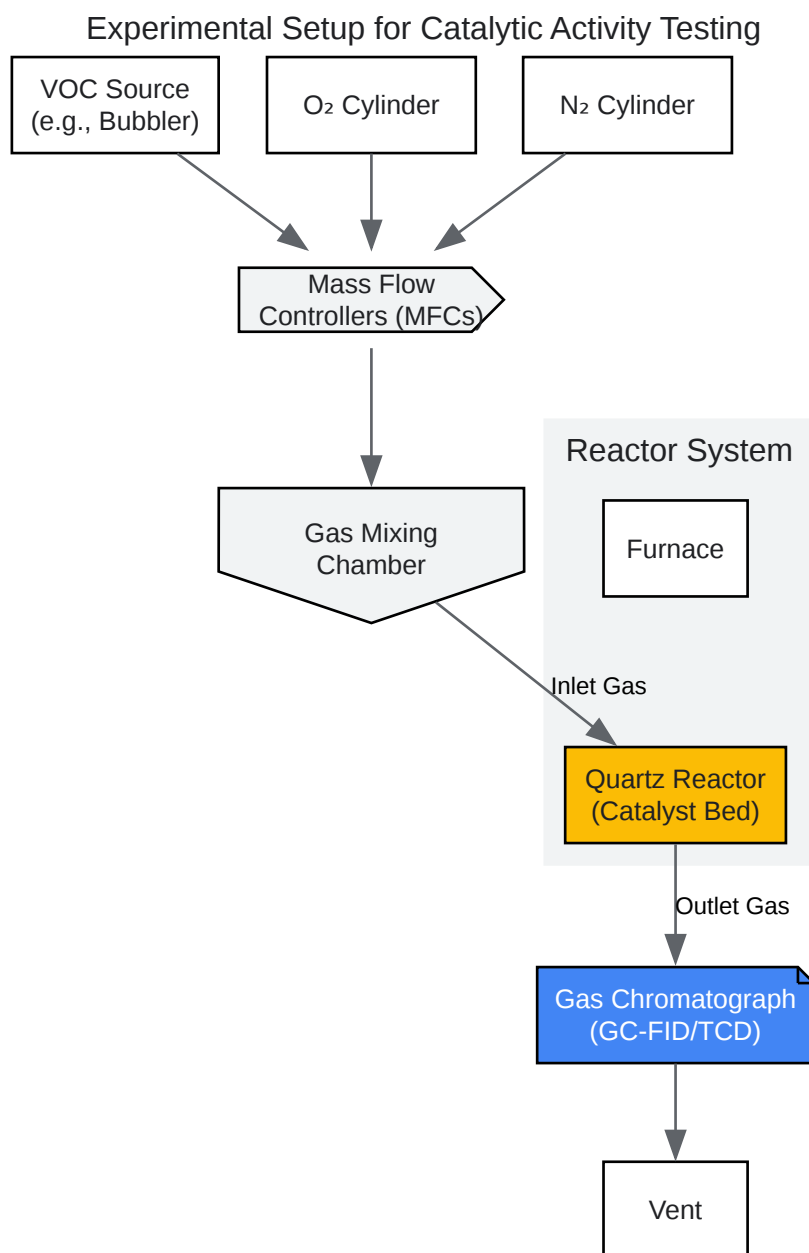 Experimental Setup for Catalytic Activity Testing
VOC Source
(e.g., Bubbler)
O₂ Cylinder
N₂ Cylinder
Mass Flow
Controllers (MFCs)
Reactor System
Gas Mixing
Chamber
Furnace
Inlet Gas
Quartz Reactor
(Catalyst Bed)
Outlet Gas
Gas Chromatograph
(GC-FID/TCD)
Vent